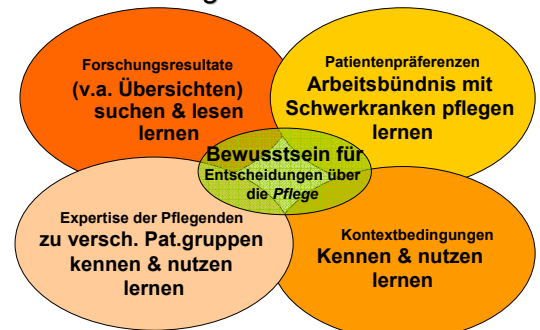 Forschungsresultate
(v.a. Übersichten)
suchen & lesen
lernen
Patientenpräferenzen
Arbeitsbündnis mit
Schwerkranken pflegen
lernen
Bewusstsein für
Entscheidungen über
die Pflege
Expertise der Pflegenden
zu versch. Pat.gruppen
kennen & nutzen
lernen
Kontextbedingungen
Kennen & nutzen
lernen